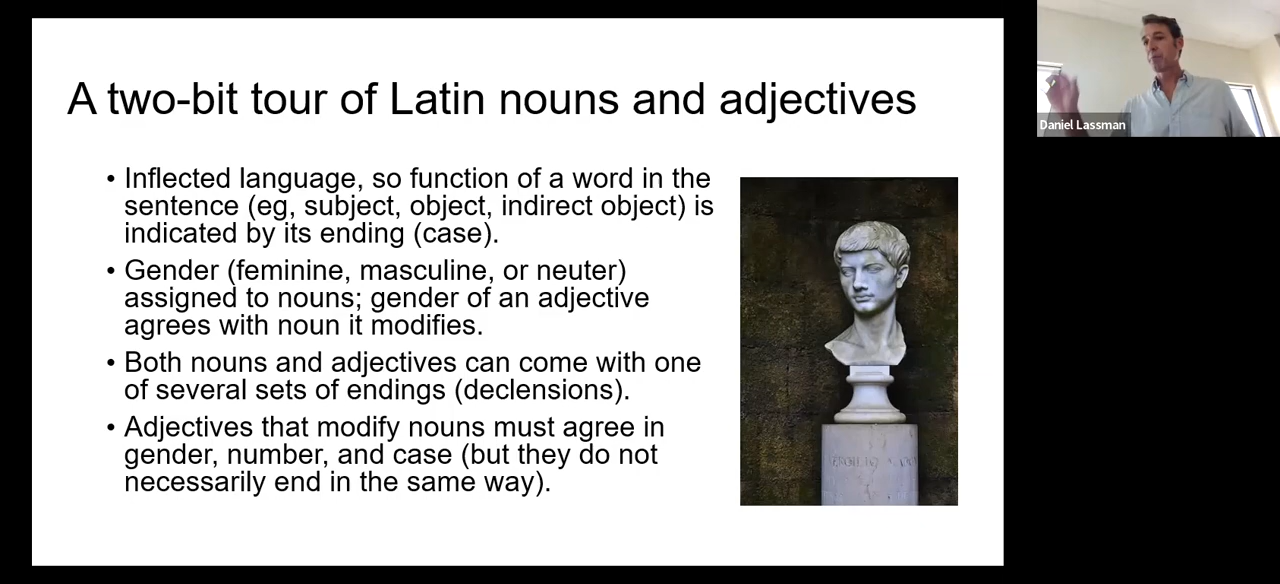 A two-bit tour of Latin nouns and adjectives
• Inflected language, so function of a word in the
sentence (eg, subject, object, indirect object) is
indicated by its ending (case).
• Gender (feminine, masculine, or neuter)
assigned to nouns; gender of an adjective
agrees with noun it modifies.
• Both nouns and adjectives can come with one
of several sets of endings (declensions).
• Adjectives that modify nouns must agree in
gender, number, and case (but they do not
necessarily end in the same way).
Daniel Lassman